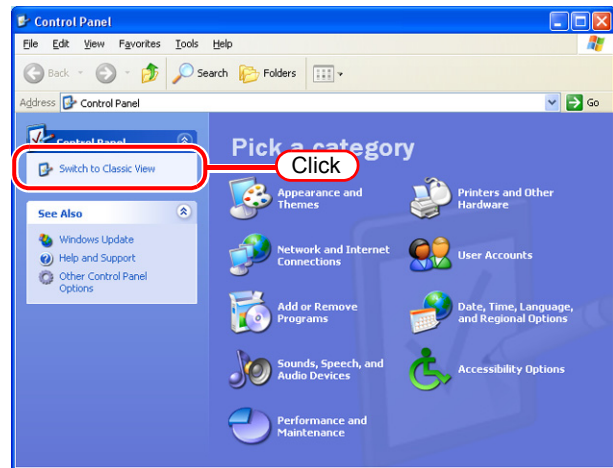 Control Panel
File Edit View Favorites Tools Help
Back Search Folders
Address Control Panel Go
Control Panel
Switch to Classic View
Click
See Also
Windows Update
Help and Support
Other Control Panel
Options
Pick a category
Appearance and
Themes
Printers and Other
Hardware
Network and Internet
Connections
User Accounts
Add or Remove
Programs
Date, Time, Language,
and Regional Options
Sounds, Speech, and
Audio Devices
Accessibility Options
Performance and
Maintenance